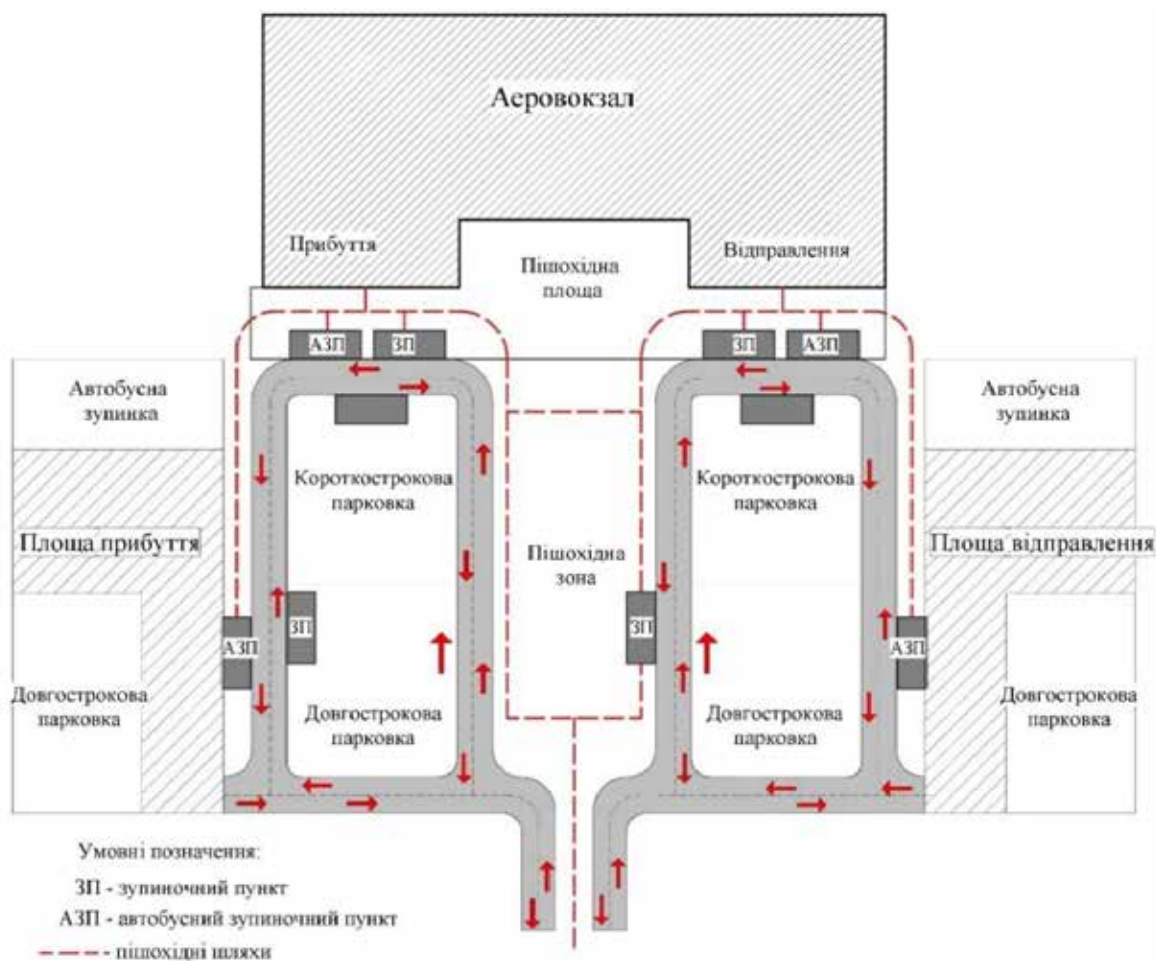 Аеровокзал
Прибуття
Пішохідна
площа
Відправлення
АЗП
ЗП
ЗП
АЗП
Автобусна
зупинка
Автобусна
зупинка
Короткострокова
парковка
Короткострокова
парковка
Площа прибуття
Пішохідна
зона
Площа відправлення
АЗП
ЗП
ЗП
АЗП
Довгострокова
парковка
Довгострокова
парковка
Довгострокова
парковка
Довгострокова
парковка
Умовні позначення:
ЗП - зупиночний пункт
АЗП - автобусний зупиночний пункт
- пішохідні шляхи